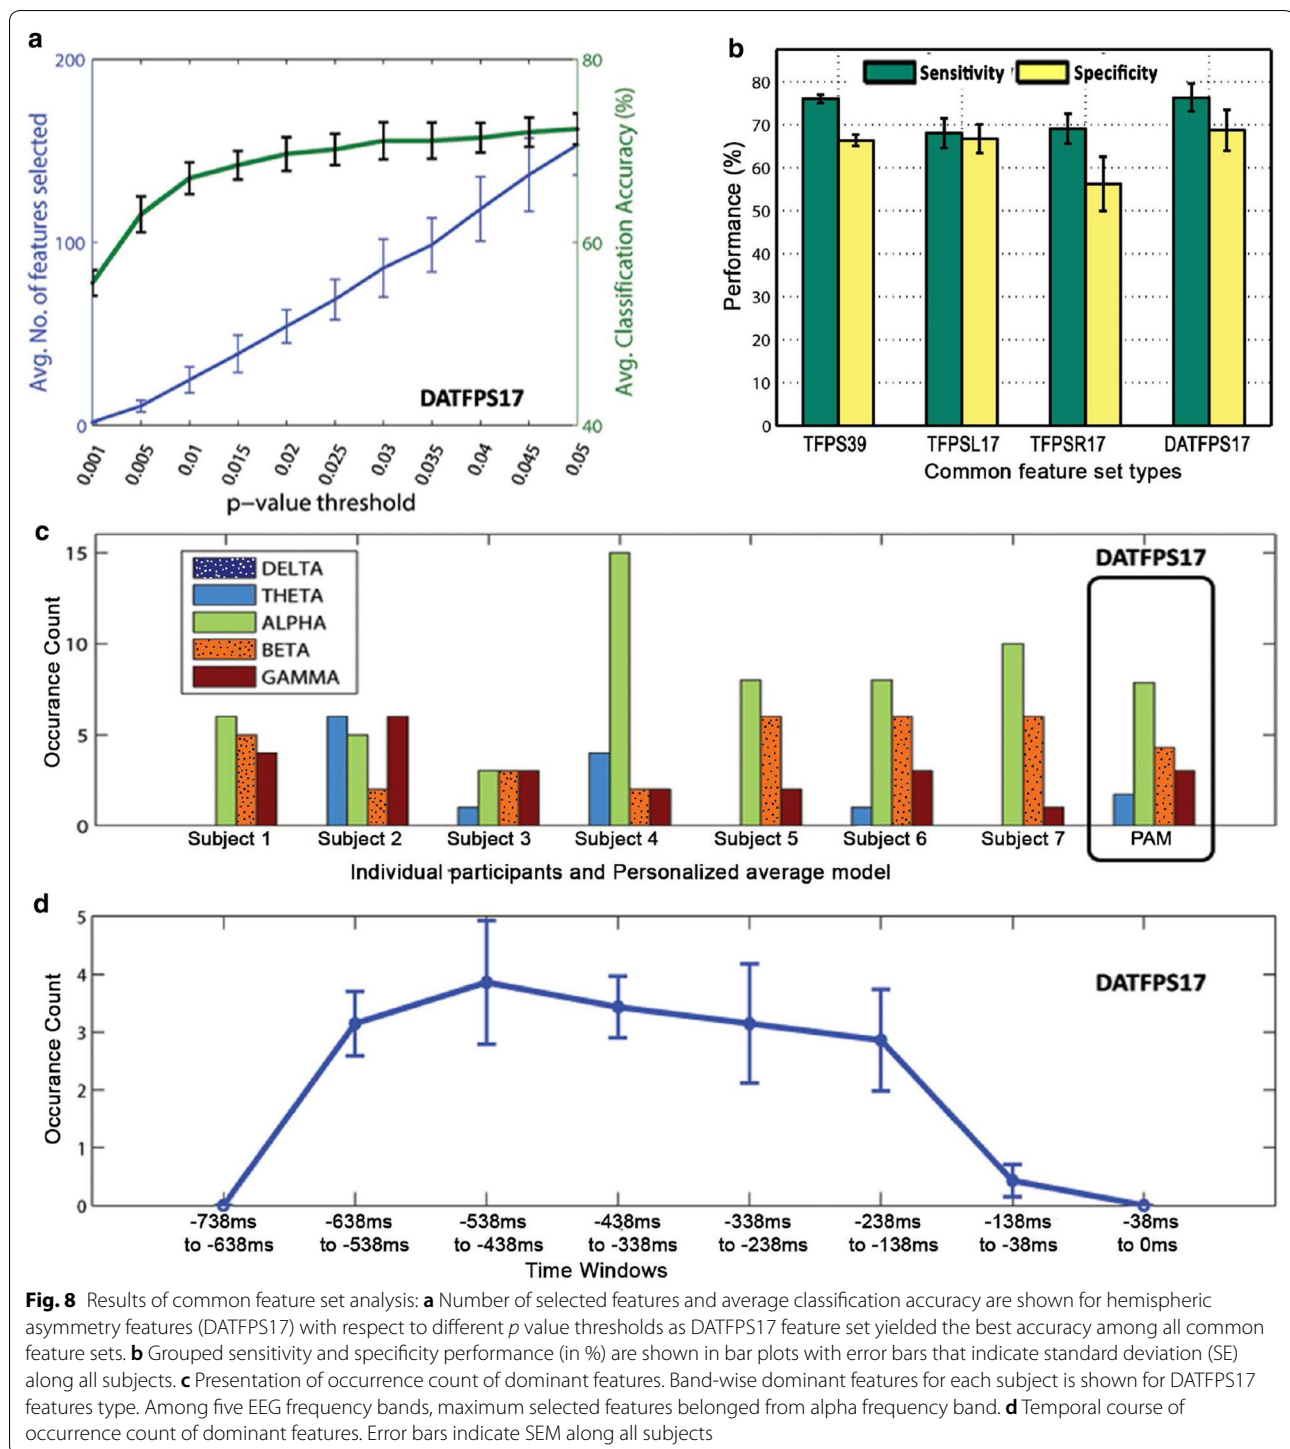 a
200
100
0
Avg. No. of features selected
80
60
40
Avg. Classification Accuracy (%)
DATFPS17
0.001 0.005 0.01 0.015 0.02 0.025 0.03 0.035 0.04 0.045 0.05
p-value threshold
b
Sensitivity Specificity
80
70
60
50
40
30
20
10
0
Performance (%)
TFPS39 TFPSL17 TFPSR17 DATFPS17
Common feature set types
c
15
10
5
0
Occurance Count
DELTA
THETA
ALPHA
BETA
GAMMA
DATFPS17
Subject 1 Subject 2 Subject 3 Subject 4 Subject 5 Subject 6 Subject 7 PAM
Individual participants and Personalized average model
d
5
4
3
2
1
0
Occurance Count
DATFPS17
-738ms -638ms -538ms -438ms -338ms -238ms -138ms -38ms
to -638ms to -538ms to -438ms to -338ms to -238ms to -138ms to -38ms to 0ms
Time Windows
Fig. 8 Results of common feature set analysis: a Number of selected features and average classification accuracy are shown for hemispheric
asymmetry features (DATFPS17) with respect to different p value thresholds as DATFPS17 feature set yielded the best accuracy among all common
feature sets. b Grouped sensitivity and specificity performance (in %) are shown in bar plots with error bars that indicate standard deviation (SE)
along all subjects. c Presentation of occurrence count of dominant features. Band-wise dominant features for each subject is shown for DATFPS17
features type. Among five EEG frequency bands, maximum selected features belonged from alpha frequency band. d Temporal course of
occurrence count of dominant features. Error bars indicate SEM along all subjects